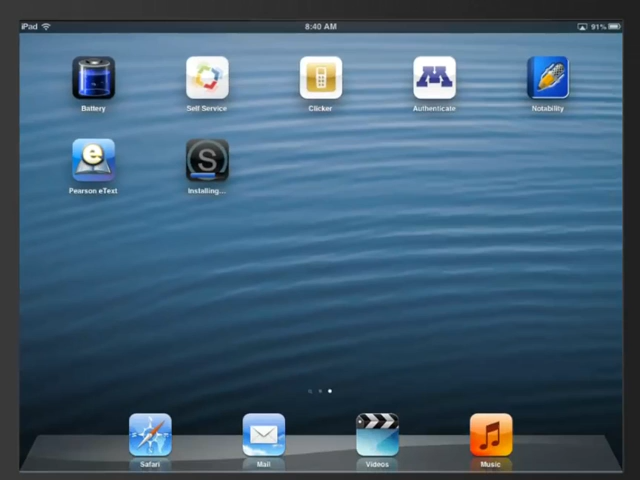 iPad 8:40 AM 91%
Battery Self Service Clicker Authenticate Notability
Pearson eText Installing...
Safari Mail Videos Music